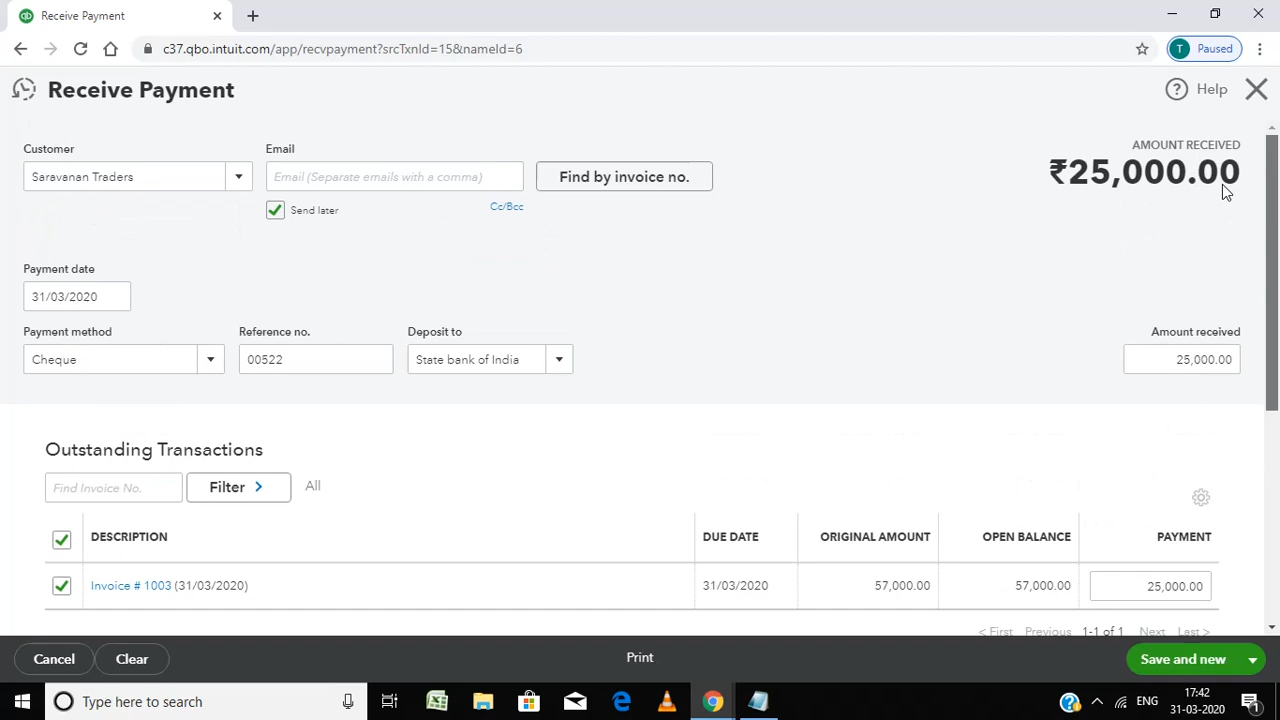 Receive Payment
c37.qbo.intuit.com/app/recvpayment?srcTxnId=15&nameId=6
T Paused
Receive Payment
Help
Customer
Email
AMOUNT RECEIVED
Saravanan Traders
Email (Separate emails with a comma)
Find by invoice no.
₹25,000.00
Send later
Cc/Bcc
Payment date
31/03/2020
Payment method
Reference no.
Deposit to
Amount received
Cheque
00522
State bank of India
25,000.00
Outstanding Transactions
Find Invoice No.
Filter >
All
DESCRIPTION DUE DATE ORIGINAL AMOUNT OPEN BALANCE PAYMENT
Invoice # 1003 (31/03/2020) 31/03/2020 57,000.00 57,000.00 25,000.00
< First Previous 1-1 of 1 Next Last >
Cancel
Clear
Print
Save and new
Type here to search
ENG
17:42
31-03-2020
1